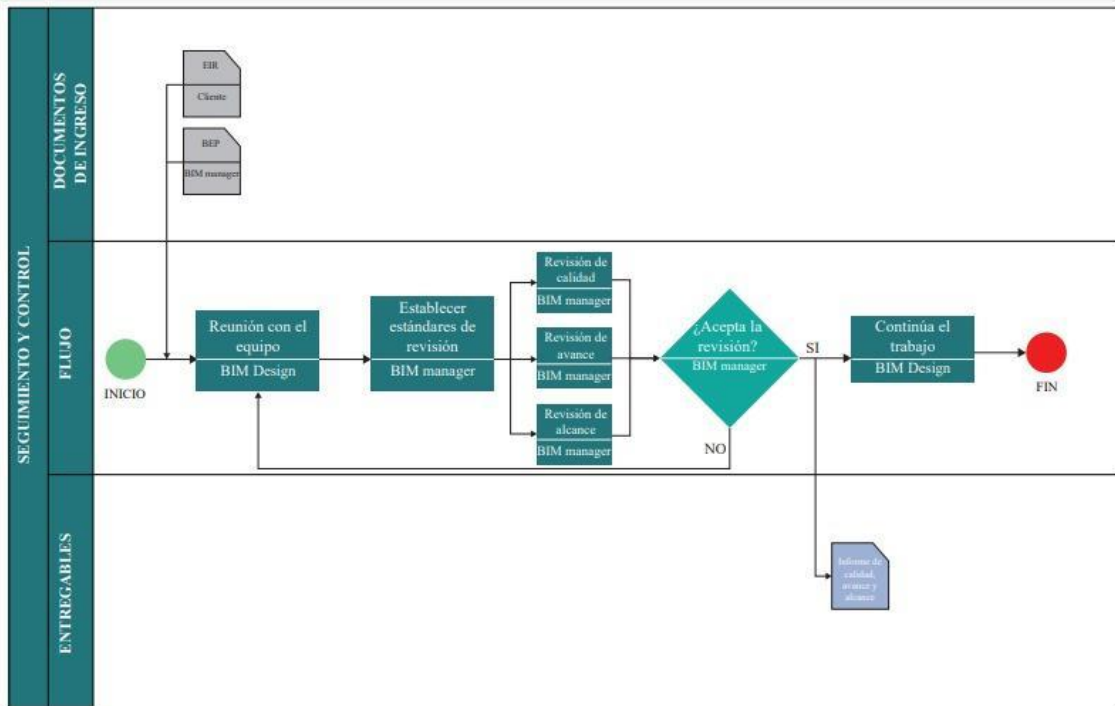 SEGUIMIENTO Y CONTROL
DOCUMENTOS
DE INGRESO
EIR
Cliente
BEP
BIM manager
FLUJO
INICIO
Reunión con el
equipo
BIM Design
Establecer
estándares de
revisión
BIM manager
Revisión de
calidad
BIM manager
Revisión de
avance
BIM manager
Revisión de
alcance
BIM manager
¿Acepta la
revisión?
BIM manager
SI
NO
Continúa el
trabajo
BIM Design
FIN
ENTREGABLES
Informe de
calidad,
avance y
alcance